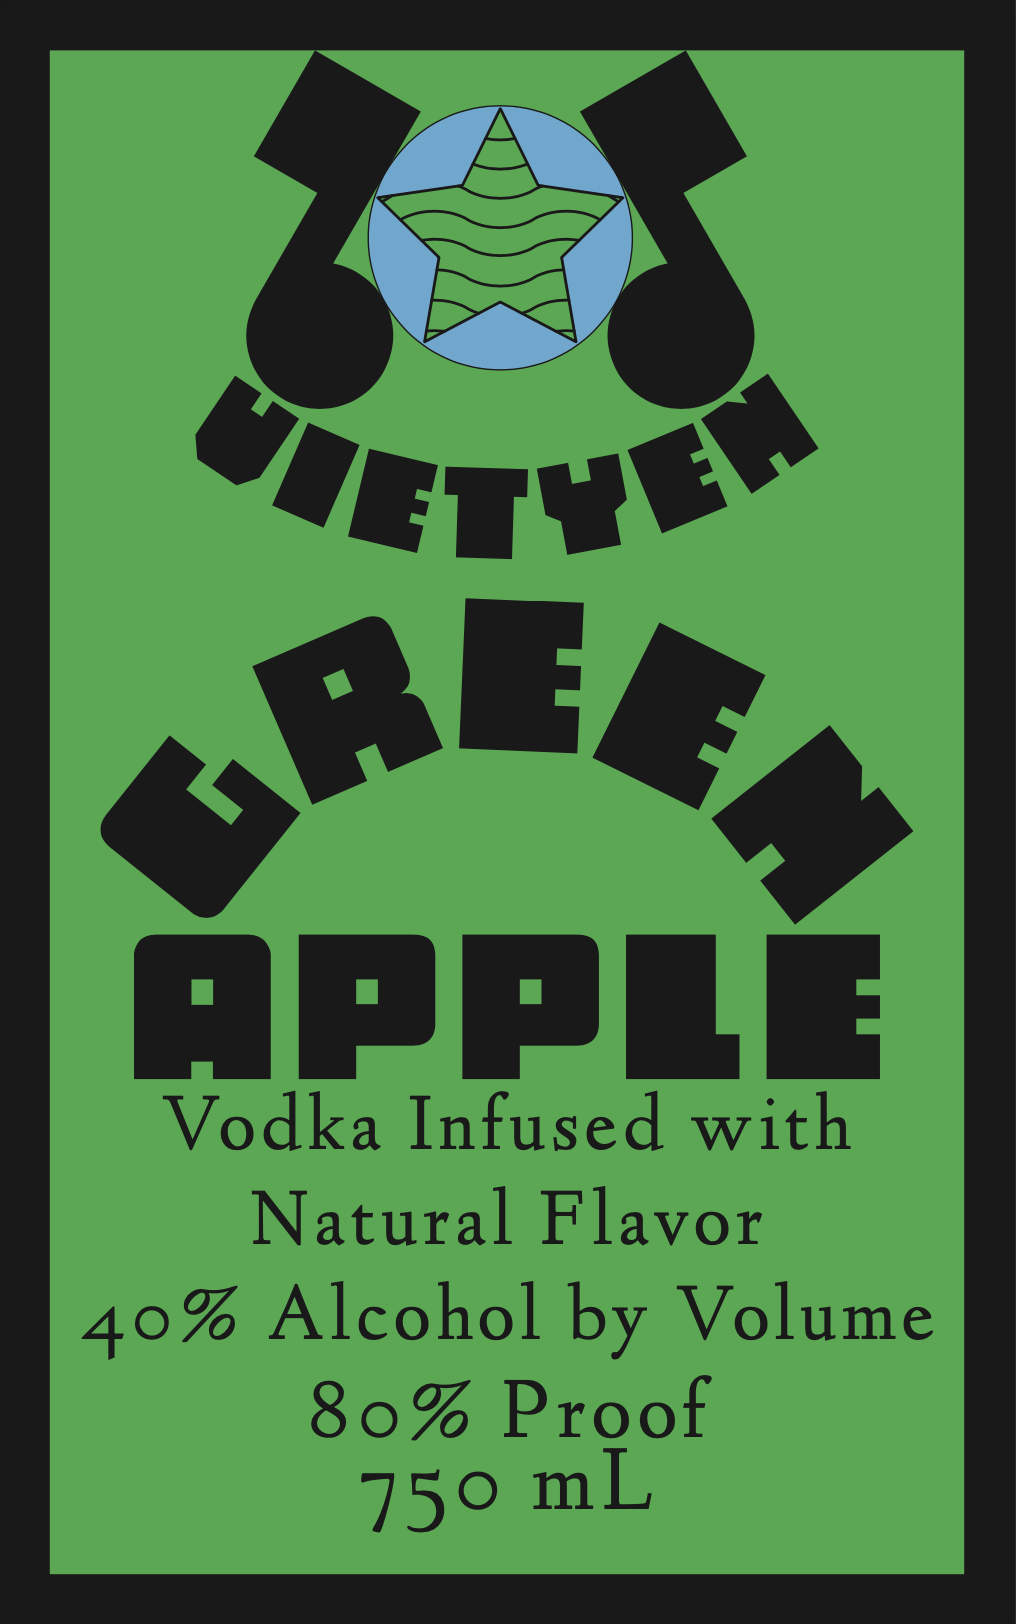 VIETYEN
GREEN
APPLE
Vodka Infused with
Natural Flavor
40% Alcohol by Volume
80% Proof
750 mL